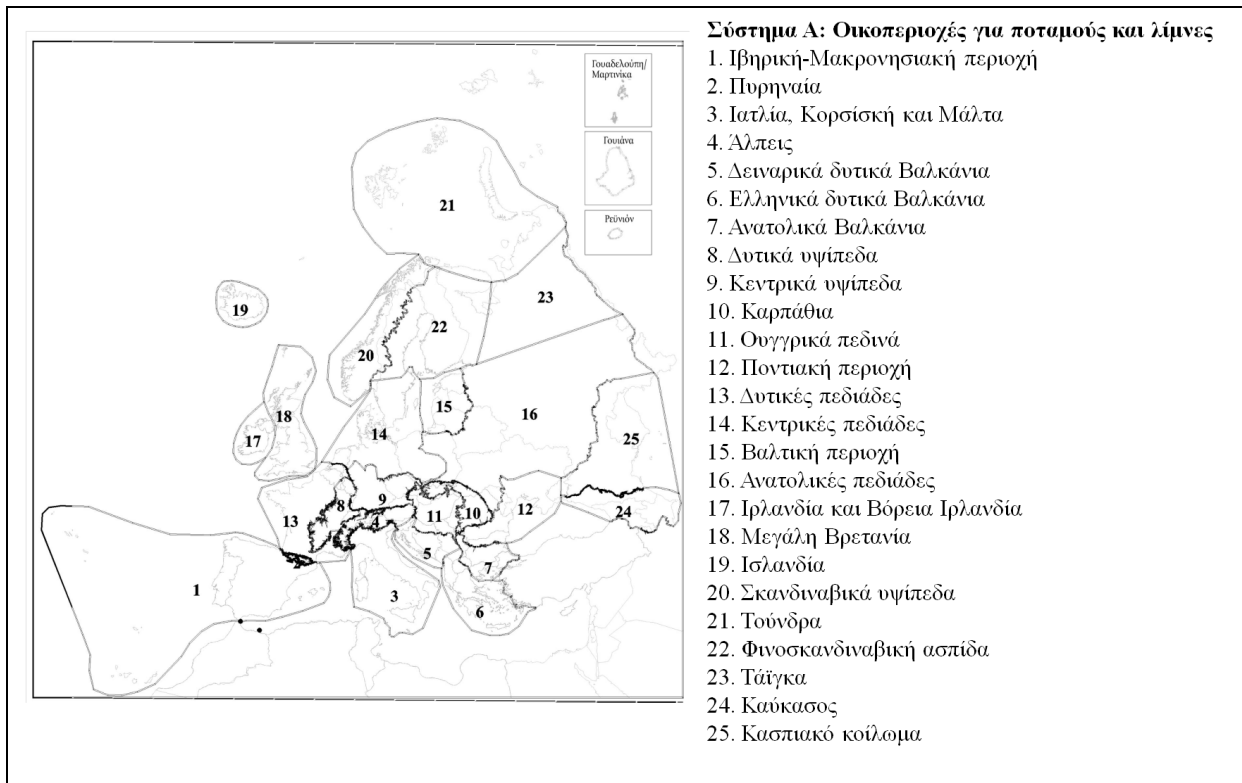 Σύστημα Α: Οικοπεριοχές για ποταμούς και λίμνες
1. Ιβηρική-Μακρονησιακή περιοχή
2. Πυρηναία
3. Ιατλία, Κορσίσκή και Μάλτα
4. Άλπεις
5. Δειναρικά δυτικά Βαλκάνια
6. Ελληνικά δυτικά Βαλκάνια
7. Ανατολικά Βαλκάνια
8. Δυτικά υψίπεδα
9. Κεντρικά υψίπεδα
10. Καρπάθια
11. Ουγγρικά πεδινά
12. Ποντιακή περιοχή
13. Δυτικές πεδιάδες
14. Κεντρικές πεδιάδες
15. Βαλτική περιοχή
16. Ανατολικές πεδιάδες
17. Ιρλανδία και Βόρεια Ιρλανδία
18. Μεγάλη Βρετανία
19. Ισλανδία
20. Σκανδιναβικά υψίπεδα
21. Τούνδρα
22. Φινοσκανδιναβική ασπίδα
23. Τάϊγκα
24. Καύκασος
25. Κασπιακό κοίλωμα
Γουαδελούπη/
Μαρτινίκα
Γουιάνα
Ρεϋνιόν
21
23
19
22
20
15
16
18
14
17
25
9
8
10
12
24
13
4
11
5
7
1
3
6